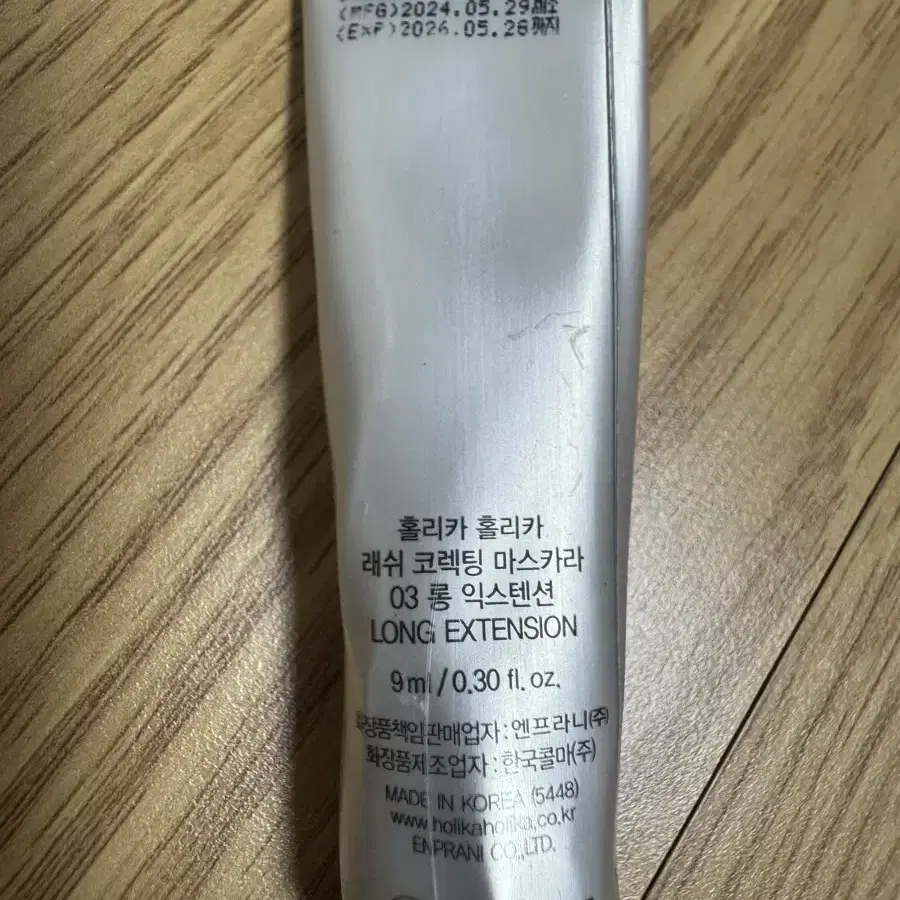 (MFG)2024.05.29제조
(EXP)2026.05.28까지
홀리카 홀리카
래쉬 코렉팅 마스카라
03 롱 익스텐션
LONG EXTENSION
9ml/0.30 fl. oz.
화장품책임판매업자:엔프라니(주)
화장품제조업자:한국콜마(주)
MADE IN KOREA (5448)
www.holikaholika.co.kr
ENPRANI CO.,LTD.